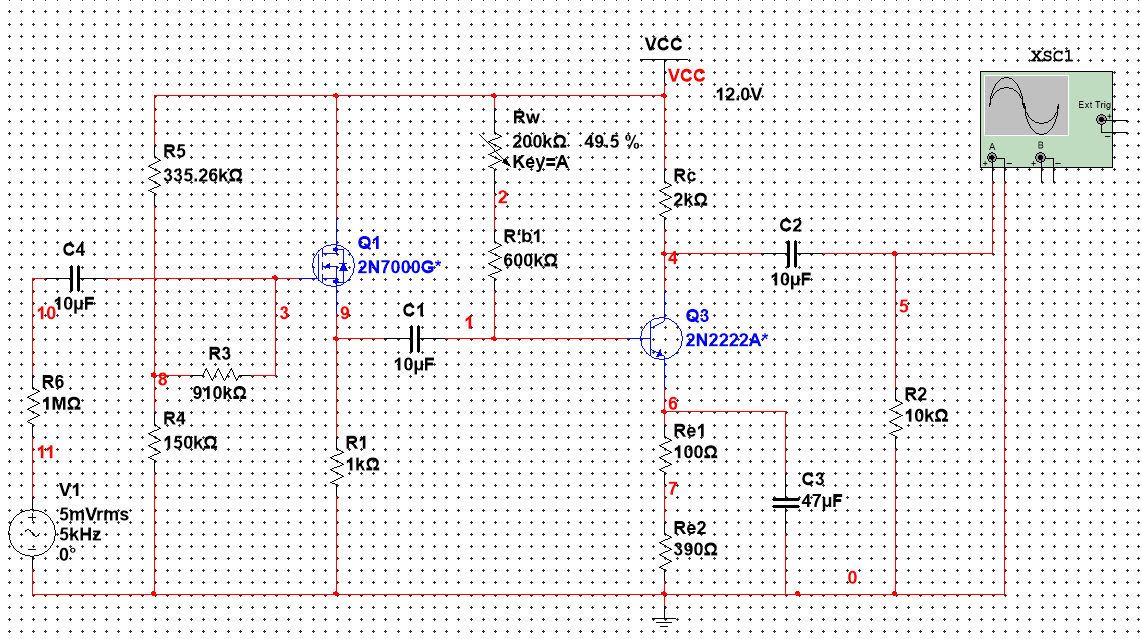 VCC
VCC
12.0V
XSC1
Ext Trig
+
-
A
B
+
-
+
-
Rw
200kΩ 49.5 %
Key=A
R5
335.26kΩ
Rc
2kΩ
2
C4
10µF
10
Q1
2N7000G*
R'b1
600kΩ
C2
10µF
4
3
9
C1
10µF
1
Q3
2N2222A*
5
R3
910kΩ
8
R6
1MΩ
R4
150kΩ
6
R2
10kΩ
Re1
100Ω
R1
1kΩ
11
7
C3
47µF
V1
5mVrms
5kHz
0°
Re2
390Ω
0